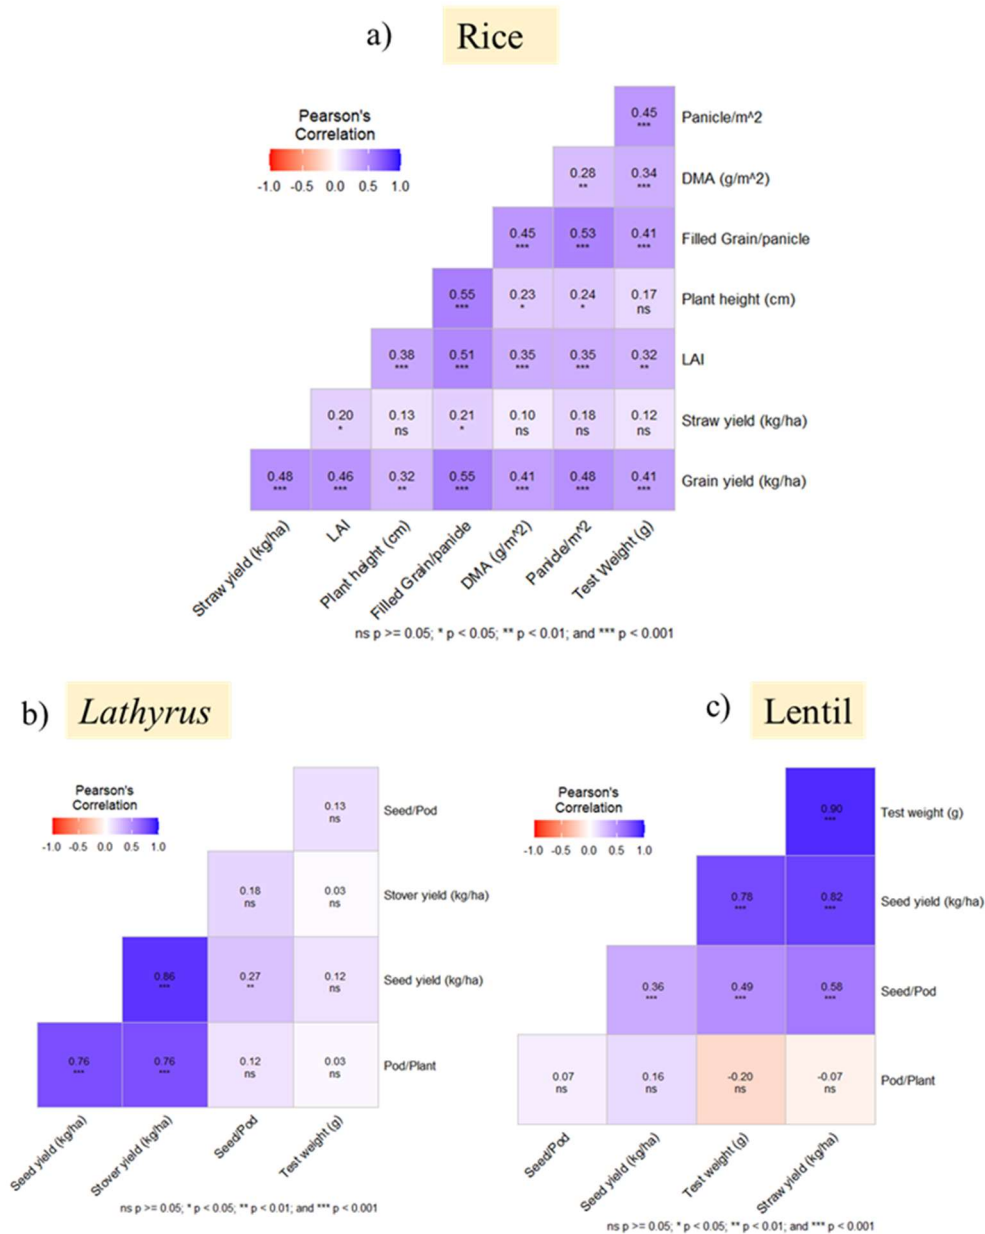 a) Rice
Pearson's
Correlation
-1.0 -0.5 0.0 0.5 1.0
0.45
***
Panicle/m^2
0.28 0.34
** ***
DMA (g/m^2)
0.45 0.53 0.41
*** *** ***
Filled Grain/panicle
0.55 0.23 0.24 0.17
*** * * ns
Plant height (cm)
0.38 0.51 0.35 0.35 0.32
*** *** *** *** **
LAI
0.20 0.13 0.21 0.10 0.18 0.12
* ns * ns ns ns
Straw yield (kg/ha)
0.48 0.46 0.32 0.55 0.41 0.48 0.41
*** *** ** *** *** *** ***
Grain yield (kg/ha)
Straw yield (kg/ha)
LAI
Plant height (cm)
Filled Grain/panicle
DMA (g/m^2)
Panicle/m^2
Test Weight (g)
ns p >= 0.05; * p < 0.05; ** p < 0.01; and *** p < 0.001
b) Lathyrus
Pearson's
Correlation
-1.0 -0.5 0.0 0.5 1.0
0.13
ns
Seed/Pod
0.18 0.03
ns ns
Stover yield (kg/ha)
0.86 0.27 0.12
*** ** ns
Seed yield (kg/ha)
0.76 0.76 0.12 0.03
*** *** ns ns
Pod/Plant
Seed yield (kg/ha)
Stover yield (kg/ha)
Seed/Pod
Test weight (g)
ns p >= 0.05; * p < 0.05; ** p < 0.01; and *** p < 0.001
c) Lentil
Pearson's
Correlation
-1.0 -0.5 0.0 0.5 1.0
0.90
***
Test weight (g)
0.78 0.82
*** ***
Seed yield (kg/ha)
0.36 0.49 0.58
*** *** ***
Seed/Pod
0.07 0.16 -0.20 -0.07
ns ns ns ns
Pod/Plant
Seed/Pod
Seed yield (kg/ha)
Test weight (g)
Straw yield (kg/ha)
ns p >= 0.05; * p < 0.05; ** p < 0.01; and *** p < 0.001